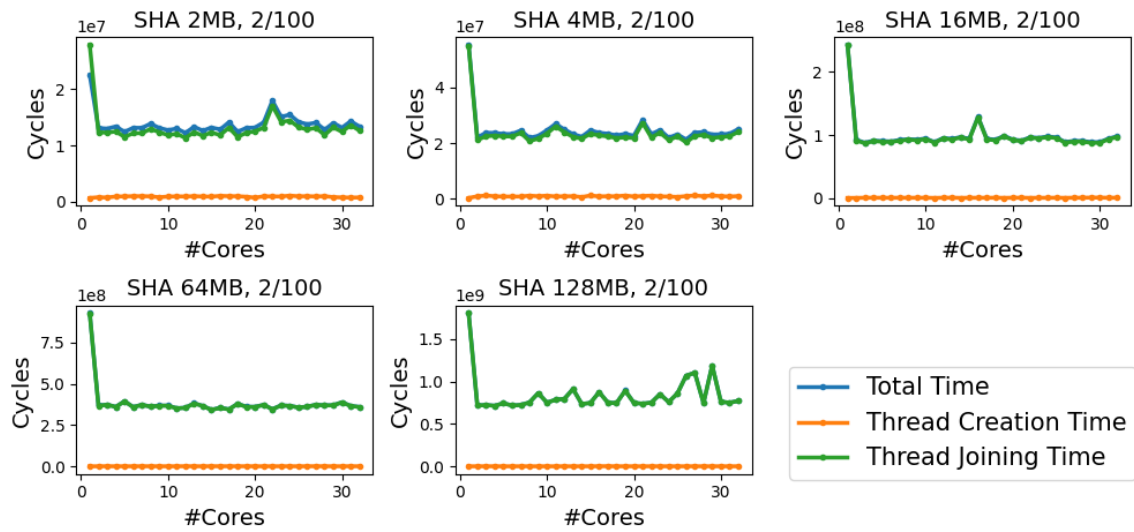 SHA 2MB, 2/100
1e7
Cycles
2
1
0
0 10 20 30
#Cores
SHA 4MB, 2/100
1e7
Cycles
4
2
0
0 10 20 30
#Cores
SHA 16MB, 2/100
1e8
Cycles
2
1
0
0 10 20 30
#Cores
SHA 64MB, 2/100
1e8
Cycles
7.5
5.0
2.5
0.0
0 10 20 30
#Cores
SHA 128MB, 2/100
1e9
Cycles
1.5
1.0
0.5
0.0
0 10 20 30
#Cores
Total Time
Thread Creation Time
Thread Joining Time